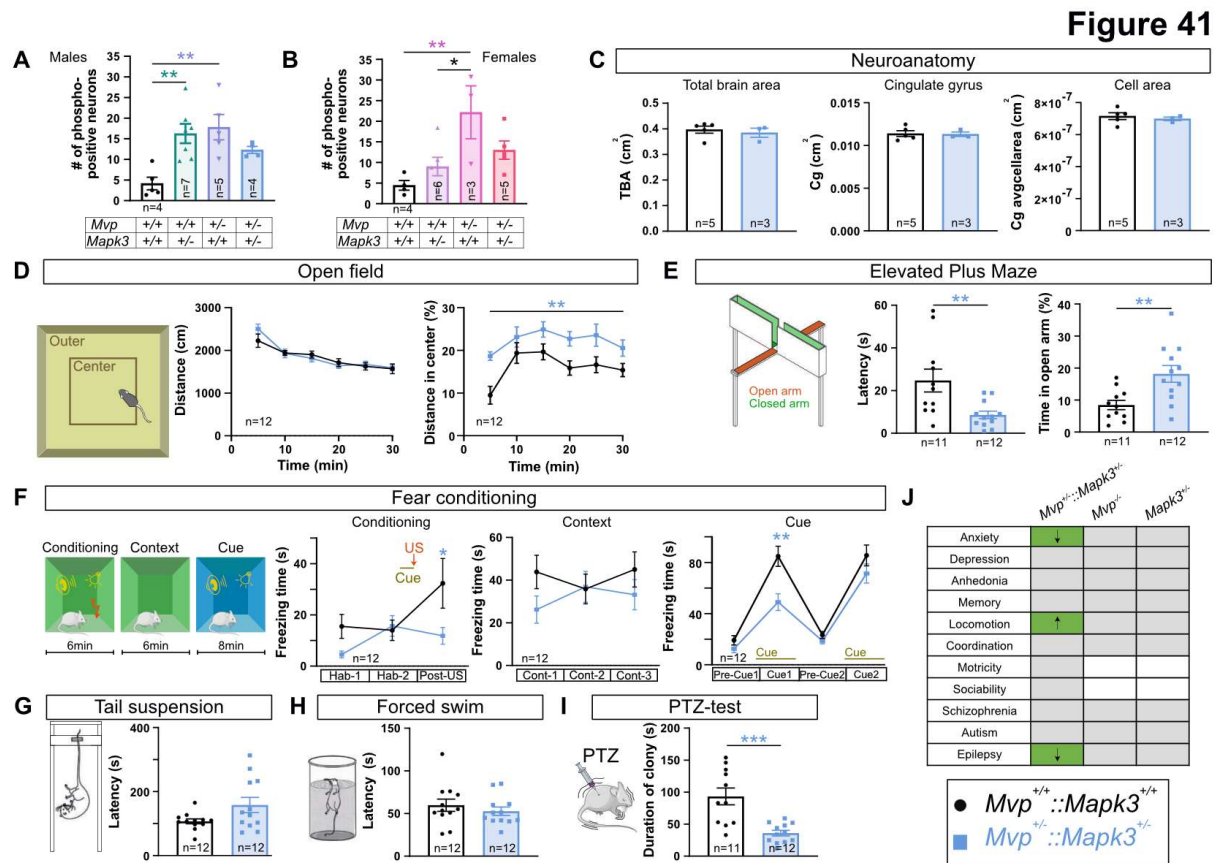 Figure 41
A Males
**
**
# of phospho-positive neurons
35
30
25
20
15
10
5
0
n=4 n=7 n=5 n=4
Mvp +/+ +/+ +/- +/-
Mapk3 +/+ +/- +/+ +/-
B Females
**
*
# of phospho-positive neurons
35
30
25
20
15
10
5
0
n=4 n=6 n=3 n=5
Mvp +/+ +/+ +/- +/-
Mapk3 +/+ +/- +/+ +/-
C Neuroanatomy
Total brain area
TBA (cm²)
0.5
0.4
0.3
0.2
0.1
0.0
n=5 n=3
Cingulate gyrus
Cg (cm²)
0.015
0.010
0.005
0.000
n=5 n=3
Cell area
Cg avgcellarea (cm²)
8×10⁻⁷
6×10⁻⁷
4×10⁻⁷
2×10⁻⁷
0
n=5 n=3
D Open field
Outer
Center
Distance (cm)
3000
2000
1000
0
n=12
0 10 20 30
Time (min)
Distance in center (%)
**
30
20
10
0
n=12
0 10 20 30
Time (min)
E Elevated Plus Maze
Open arm
Closed arm
Latency (s)
**
60
40
20
0
n=11 n=12
Time in open arm (%)
**
40
30
20
10
0
n=11 n=12
F Fear conditioning
Conditioning Context Cue
6min 6min 8min
Conditioning
Freezing time (s)
US
Cue
*
60
40
20
0
n=12
Hab-1 Hab-2 Post-US
Context
Freezing time (s)
60
40
20
0
n=12
Cont-1 Cont-2 Cont-3
Cue
Freezing time (s)
**
100
80
60
40
20
0
n=12
Cue Cue
Pre-Cue1 Cue1 Pre-Cue2 Cue2
G Tail suspension
Latency (s)
400
200
0
n=12 n=12
H Forced swim
Latency (s)
150
100
50
0
n=12 n=12
I PTZ-test
PTZ
Duration of clony (s)
***
200
150
100
50
0
n=11 n=12
J
Mvp+/-::Mapk3+/- Mvp-/- Mapk3+/-
Anxiety ↓
Depression
Anhedonia
Memory
Locomotion ↑
Coordination
Motricity
Sociability
Schizophrenia
Autism
Epilepsy ↓
Mvp+/+::Mapk3+/+
Mvp+/-::Mapk3+/-